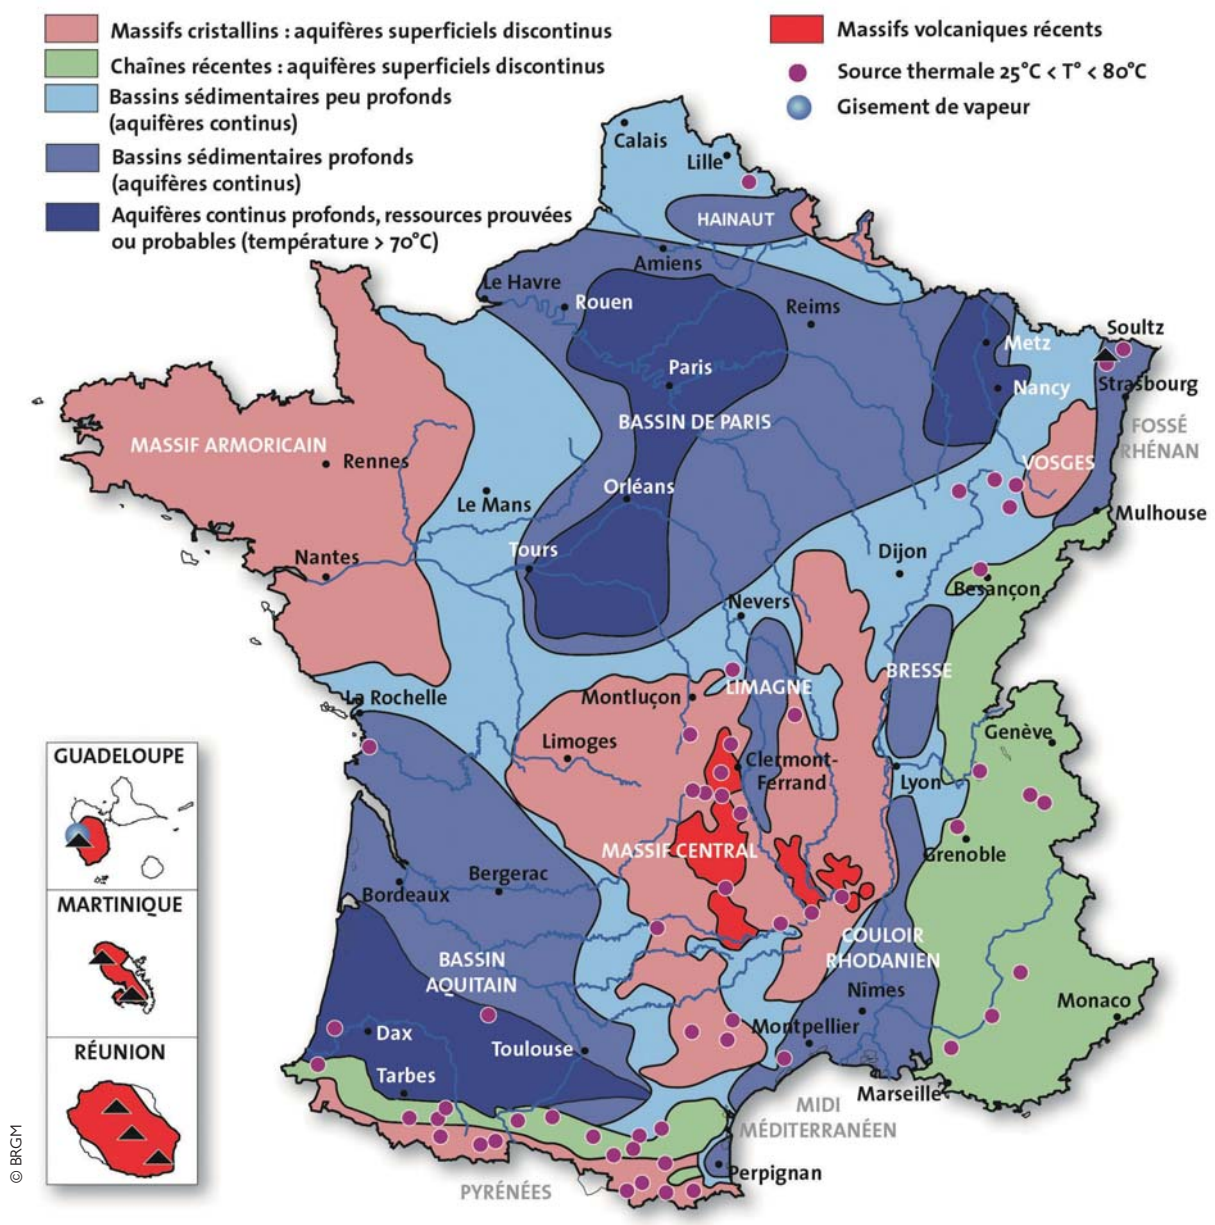 Massifs cristallins : aquifères superficiels discontinus
Chaînes récentes : aquifères superficiels discontinus
Bassins sédimentaires peu profonds
(aquifères continus)
Bassins sédimentaires profonds
(aquifères continus)
Aquifères continus profonds, ressources prouvées
ou probables (température > 70°C)
Massifs volcaniques récents
Source thermale 25°C < T° < 80°C
Gisement de vapeur
Calais
Lille
HAINAUT
Amiens
Le Havre
Rouen
Reims
Soultz
Metz
Paris
Nancy
Strasbourg
BASSIN DE PARIS
FOSSÉ
RHÉNAN
MASSIF ARMORICAIN
Rennes
VOSGES
Orléans
Le Mans
Mulhouse
Tours
Dijon
Nantes
Besançon
Nevers
BRESSE
LIMAGNE
La Rochelle
Montluçon
Genève
Limoges
Clermont-
Ferrand
Lyon
MASSIF CENTRAL
Grenoble
Bergerac
Bordeaux
COULOIR
RHODANIEN
BASSIN
AQUITAIN
Nîmes
Monaco
Montpellier
Dax
Toulouse
Tarbes
Marseille
MIDI
MÉDITERRANÉEN
Perpignan
PYRÉNÉES
GUADELOUPE
MARTINIQUE
RÉUNION
© BRGM